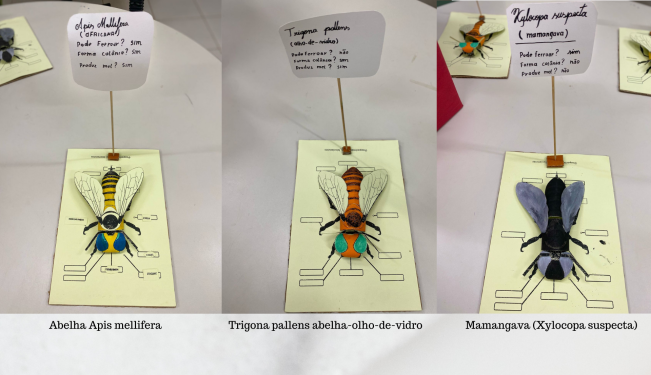 Apis Mellifera
(AFRICANA)
Pode Ferroar? Sim
Forma colônia? Sim
Produz mel? Sim
Trigona pallens
(olho-de-vidro)
Pode Ferroar? não
Forma colônia? sim
Produz mel? sim
Xylocopa suspecta
(mamangava)
Pode Ferroar? sim
Forma colônia? não
Produz mel? não
Abelha Apis mellifera
Trigona pallens abelha-olho-de-vidro
Mamangava (Xylocopa suspecta)